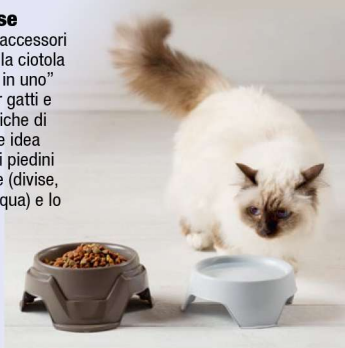 se
accessori
la ciotola
in uno”
gatti e
iche di
e idea
i piedini
e (divise,
qua) e lo